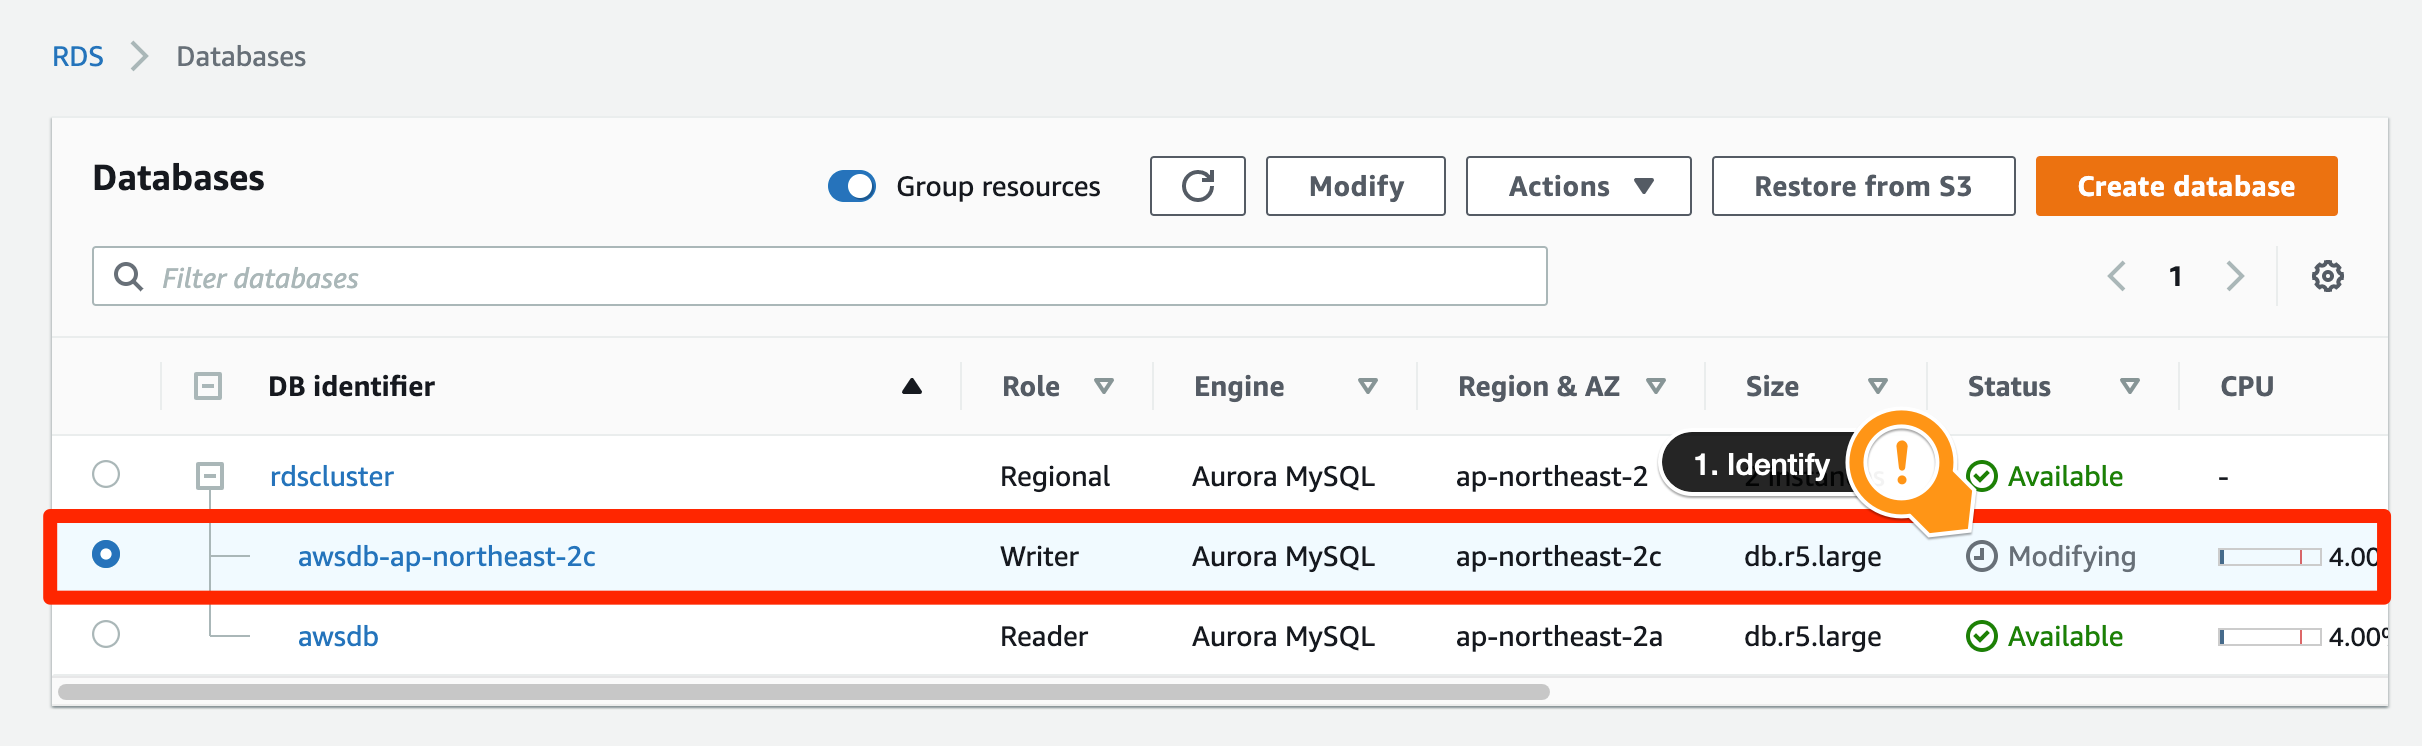 RDS > Databases
Databases
Group resources
Modify
Actions
Restore from S3
Create database
Filter databases
1
DB identifier Role Engine Region & AZ Size Status CPU
rdscluster Regional Aurora MySQL ap-northeast-2 Available -
1. Identify
awsdb-ap-northeast-2c Writer Aurora MySQL ap-northeast-2c db.r5.large Modifying 4.00
awsdb Reader Aurora MySQL ap-northeast-2a db.r5.large Available 4.00